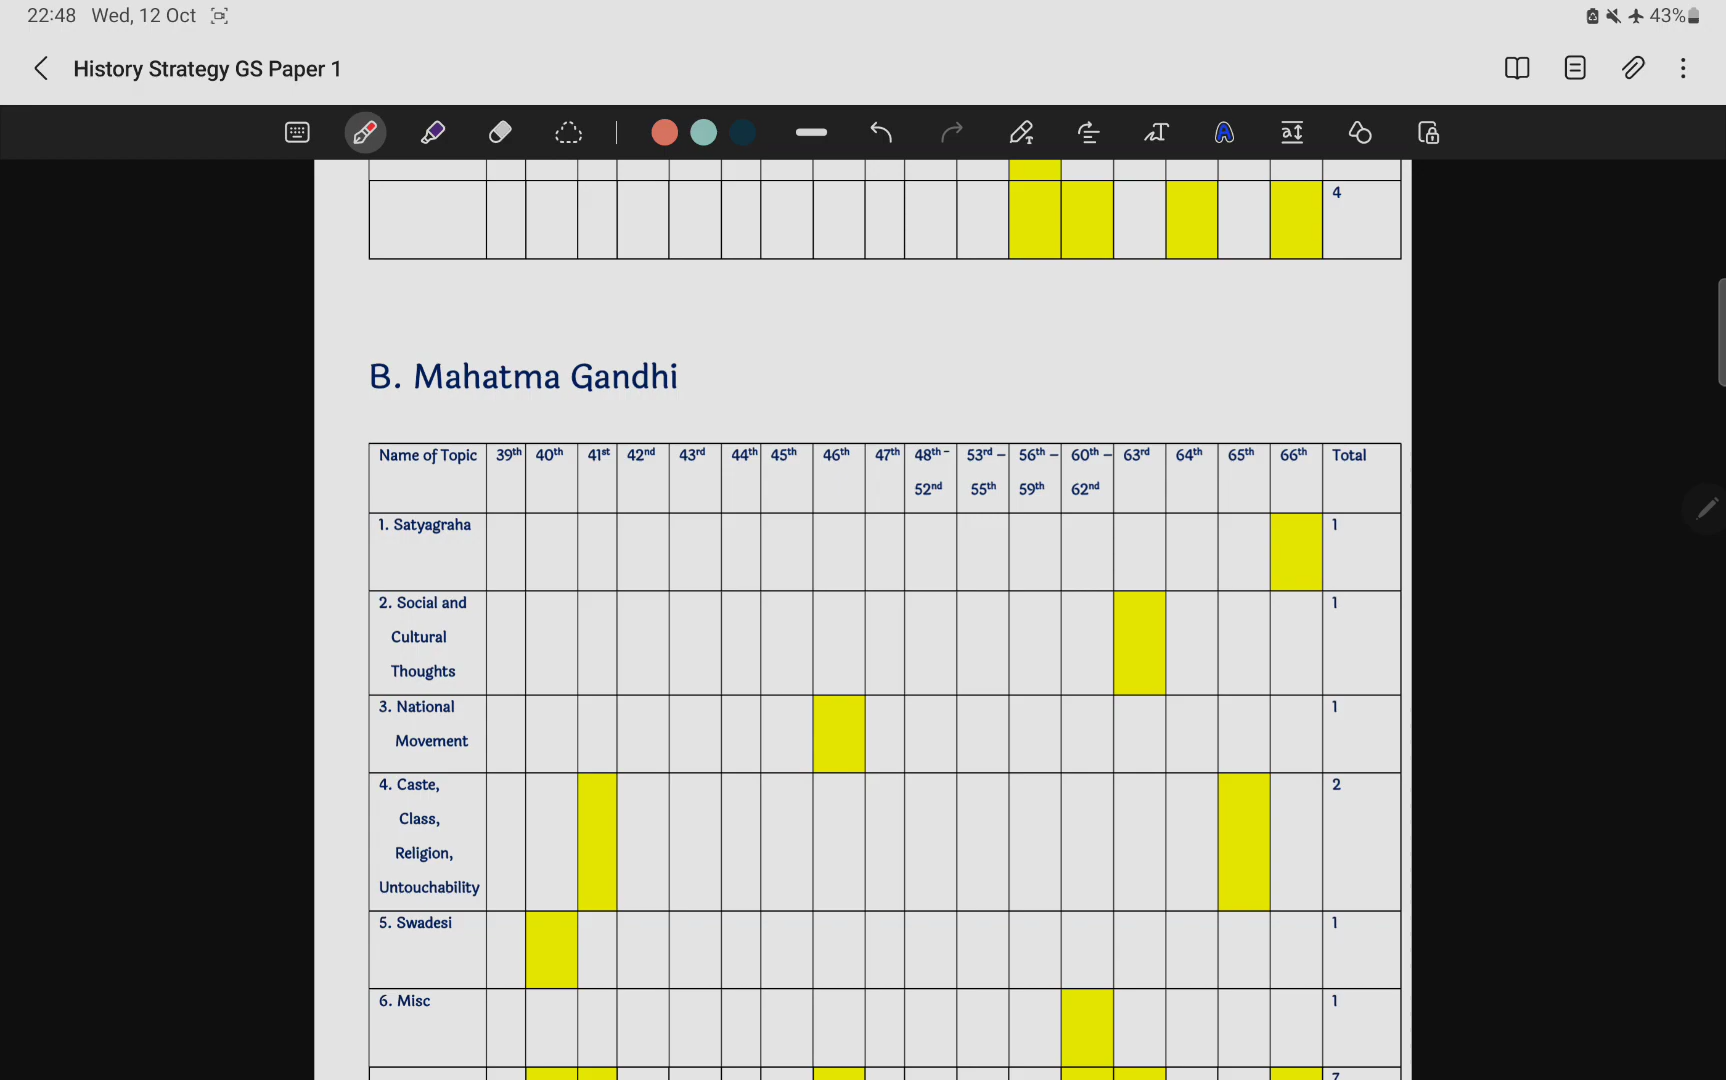 22:48 Wed, 12 Oct
43%
History Strategy GS Paper 1
4
B. Mahatma Gandhi
Name of Topic 39th 40th 41st 42nd 43rd 44th 45th 46th 47th 48th – 53rd – 56th – 60th – 63rd 64th 65th 66th Total
52nd 55th 59th 62nd
1. Satyagraha 1
2. Social and 1
Cultural
Thoughts
3. National 1
Movement
4. Caste, 2
Class,
Religion,
Untouchability
5. Swadesi 1
6. Misc 1
7